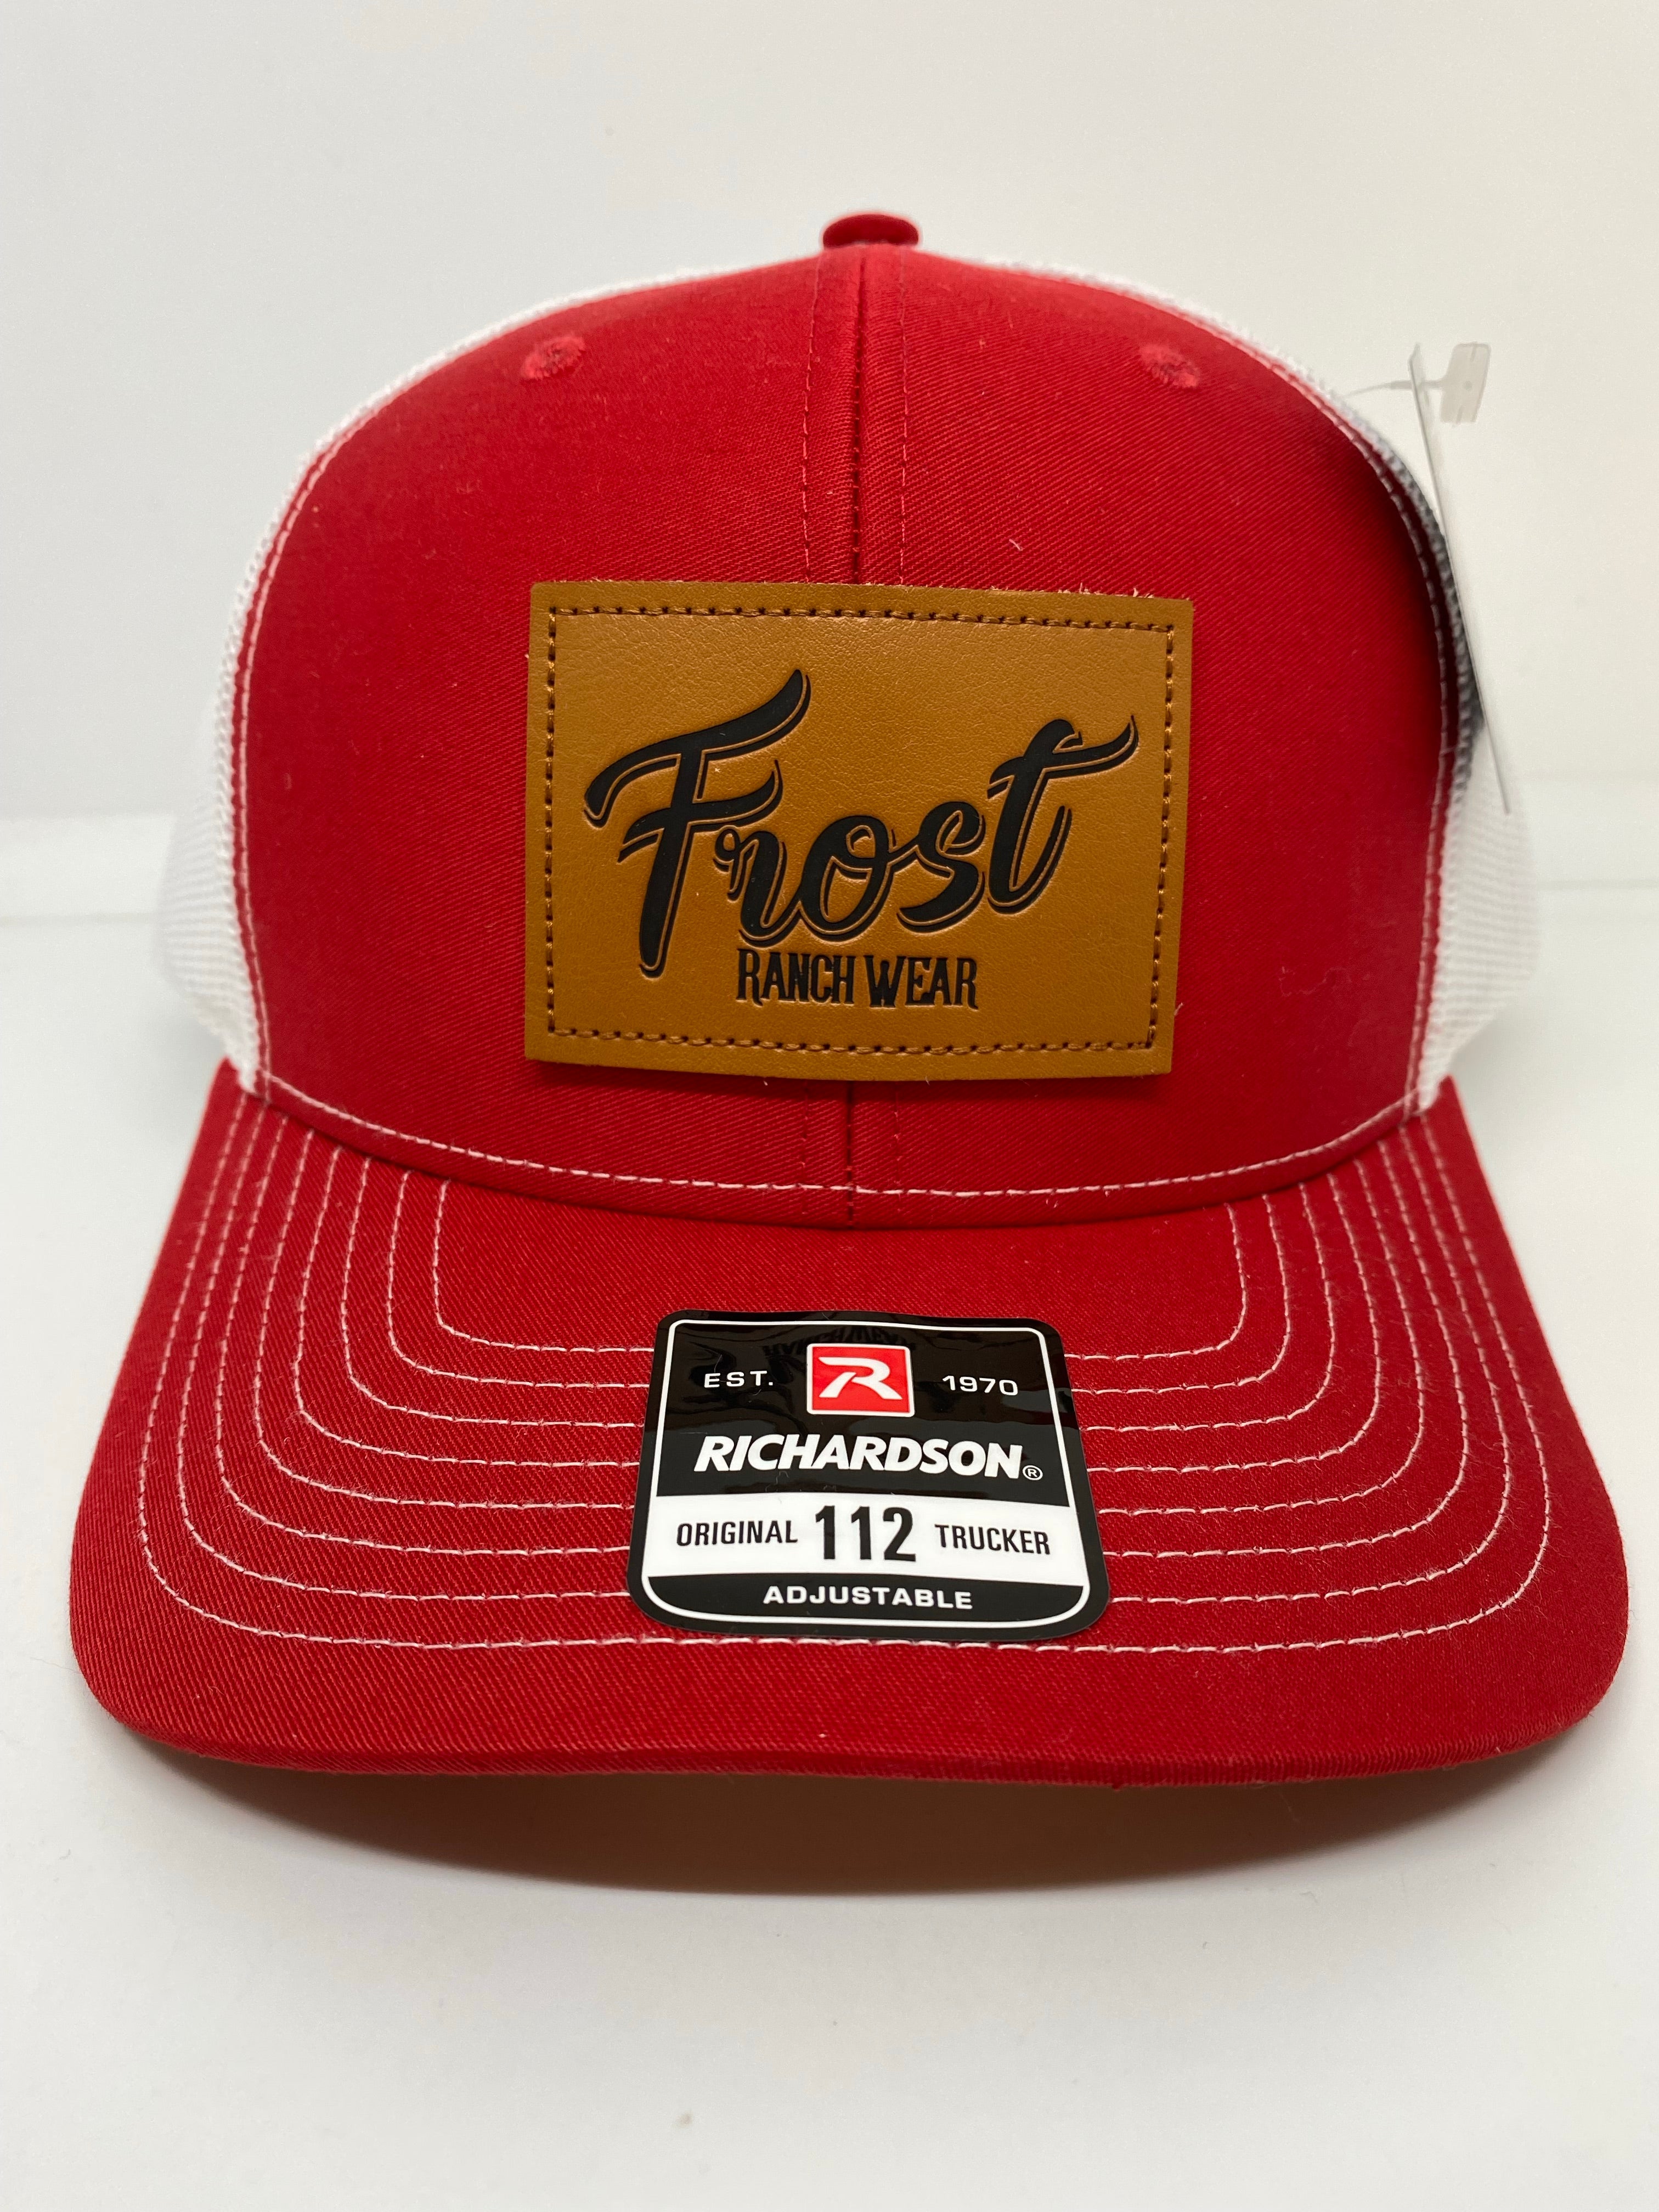 Frost
RANCH WEAR
EST. R 1970
RICHARDSON®
ORIGINAL 112 TRUCKER
ADJUSTABLE